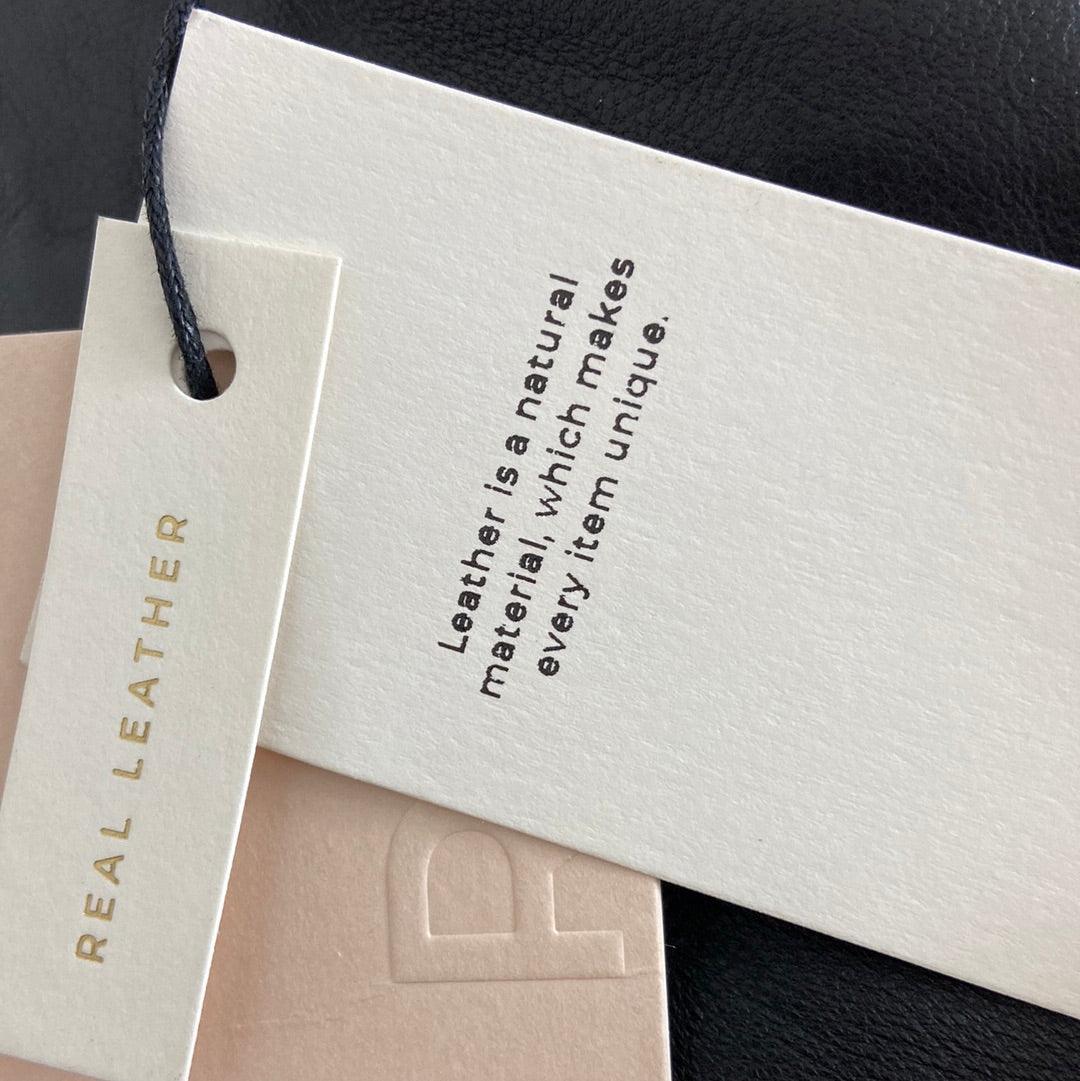 REAL LEATHER
Leather is a natural
material, which makes
every item unique.
P